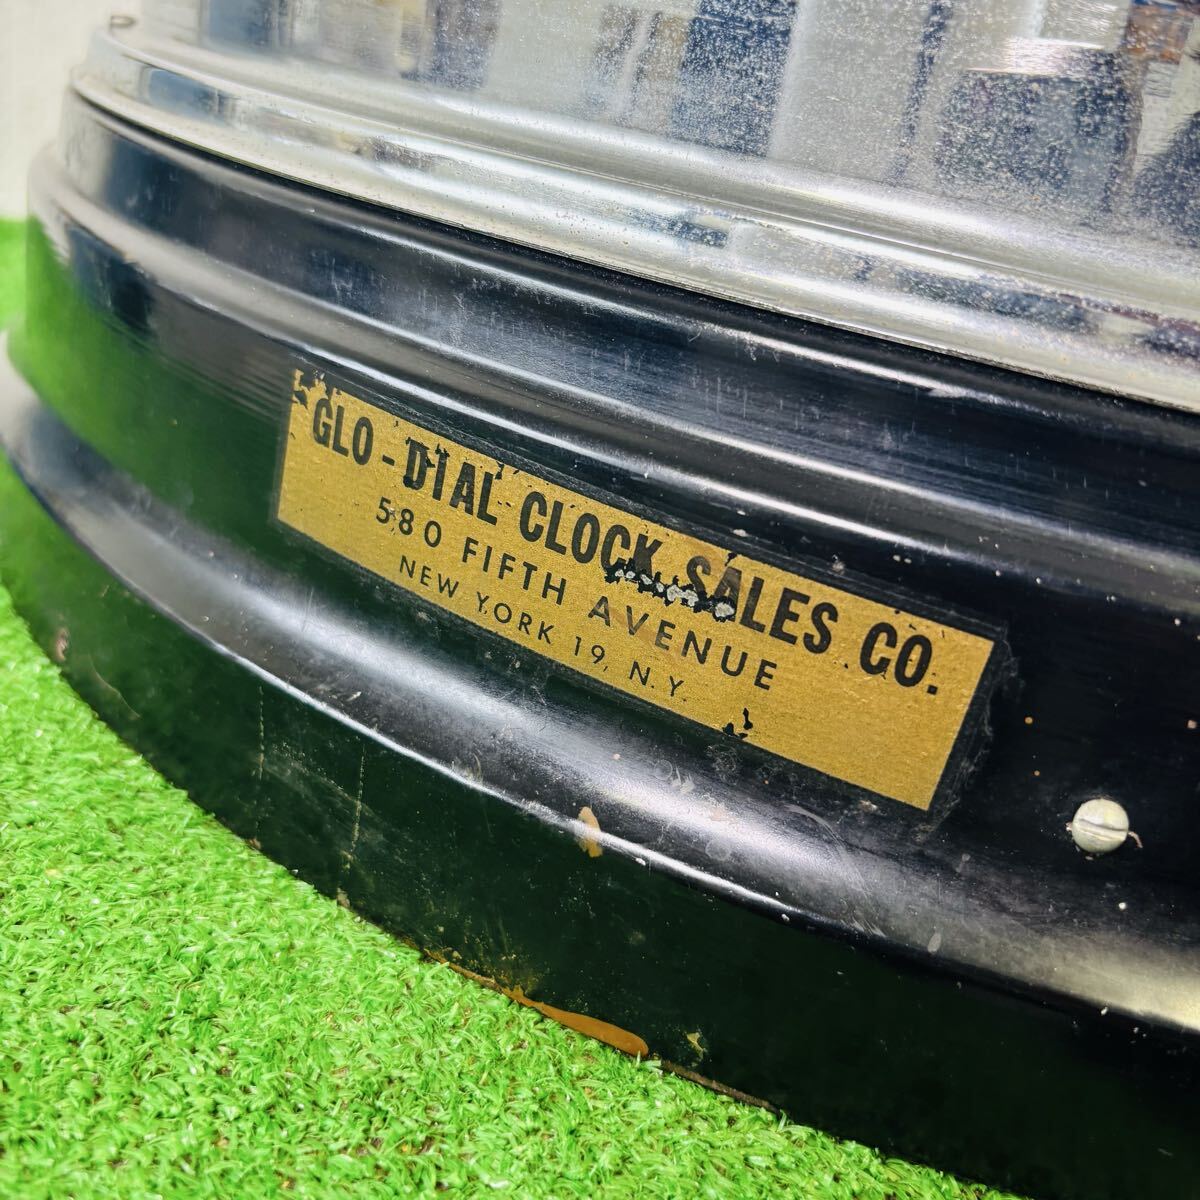 GLO-DIAL CLOCK SALES CO.
580 FIFTH AVENUE
NEW YORK 19, N.Y.